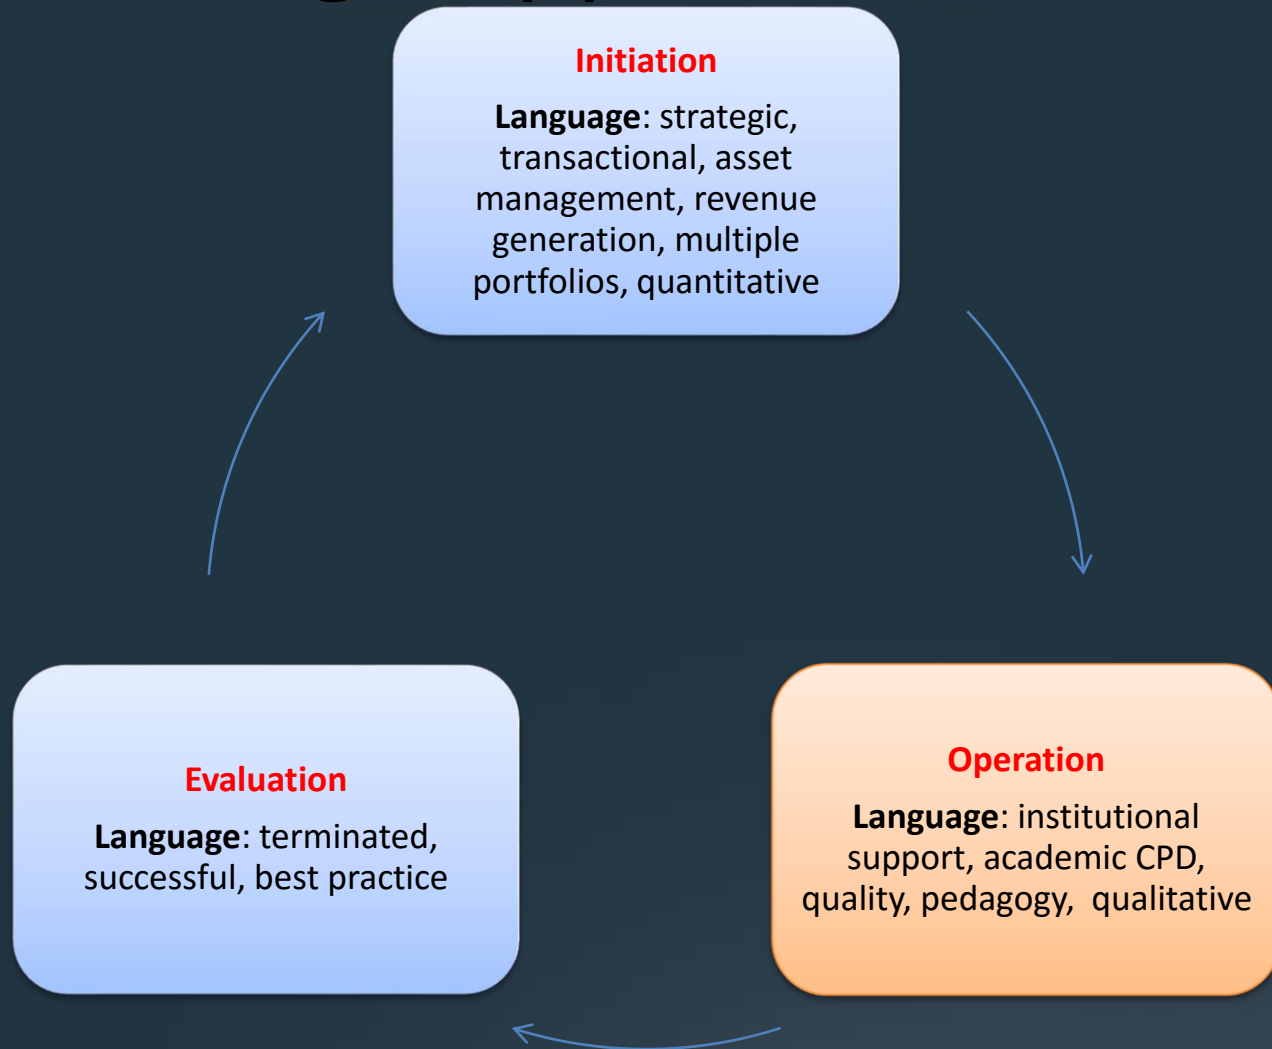 Initiation
Language: strategic,
transactional, asset
management, revenue
generation, multiple
portfolios, quantitative
Evaluation
Language: terminated,
successful, best practice
Operation
Language: institutional
support, academic CPD,
quality, pedagogy,  qualitative